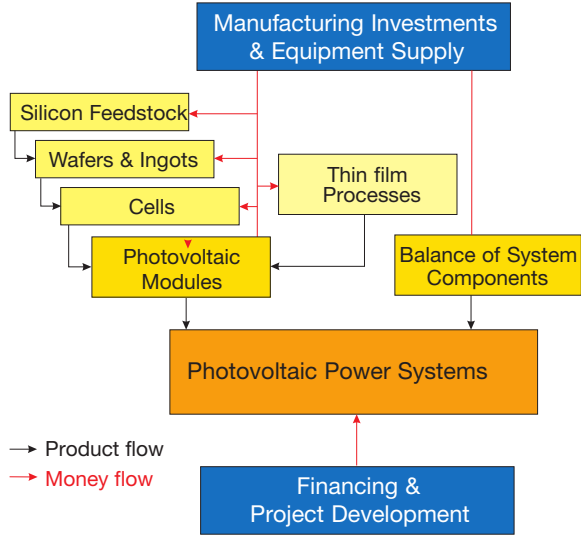 Manufacturing Investments
& Equipment Supply
Silicon Feedstock
Wafers & Ingots
Thin film
Processes
Cells
Photovoltaic
Modules
Balance of System
Components
Photovoltaic Power Systems
Product flow
Money flow
Financing &
Project Development